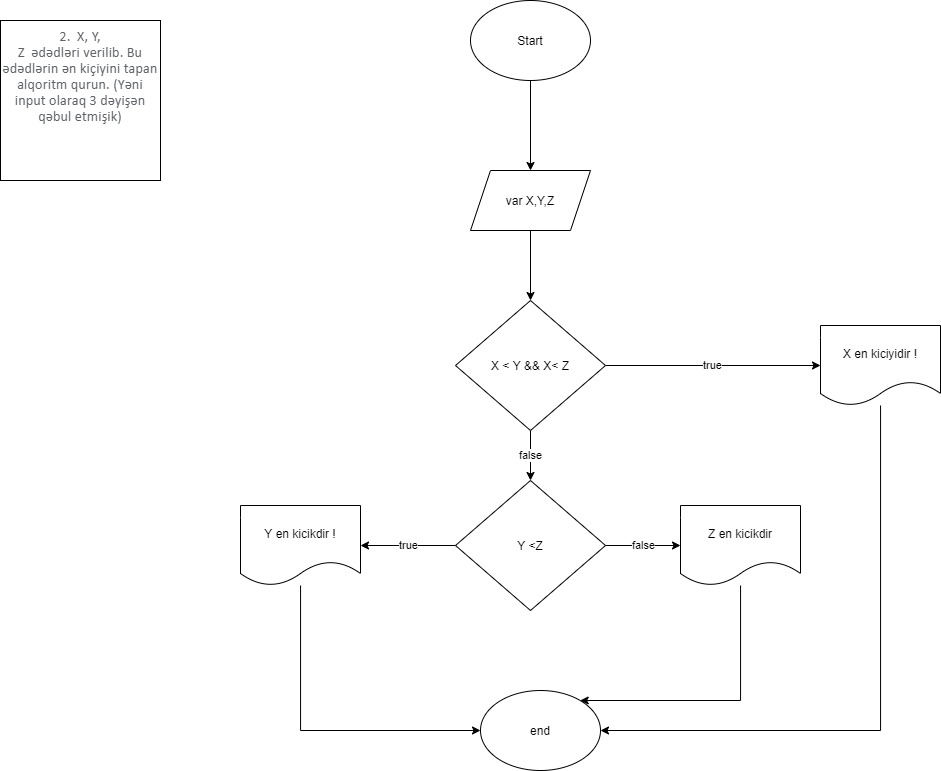 2. X, Y,
Z ədədləri verilib. Bu
ədədlərin ən kiçiyini tapan
alqoritm qurun. (Yəni
input olaraq 3 dəyişən
qəbul etmişik)
Start
var X,Y,Z
X < Y && X< Z
true
X en kiciyidir !
false
Y en kicikdir !
true
Y <Z
false
Z en kicikdir
end